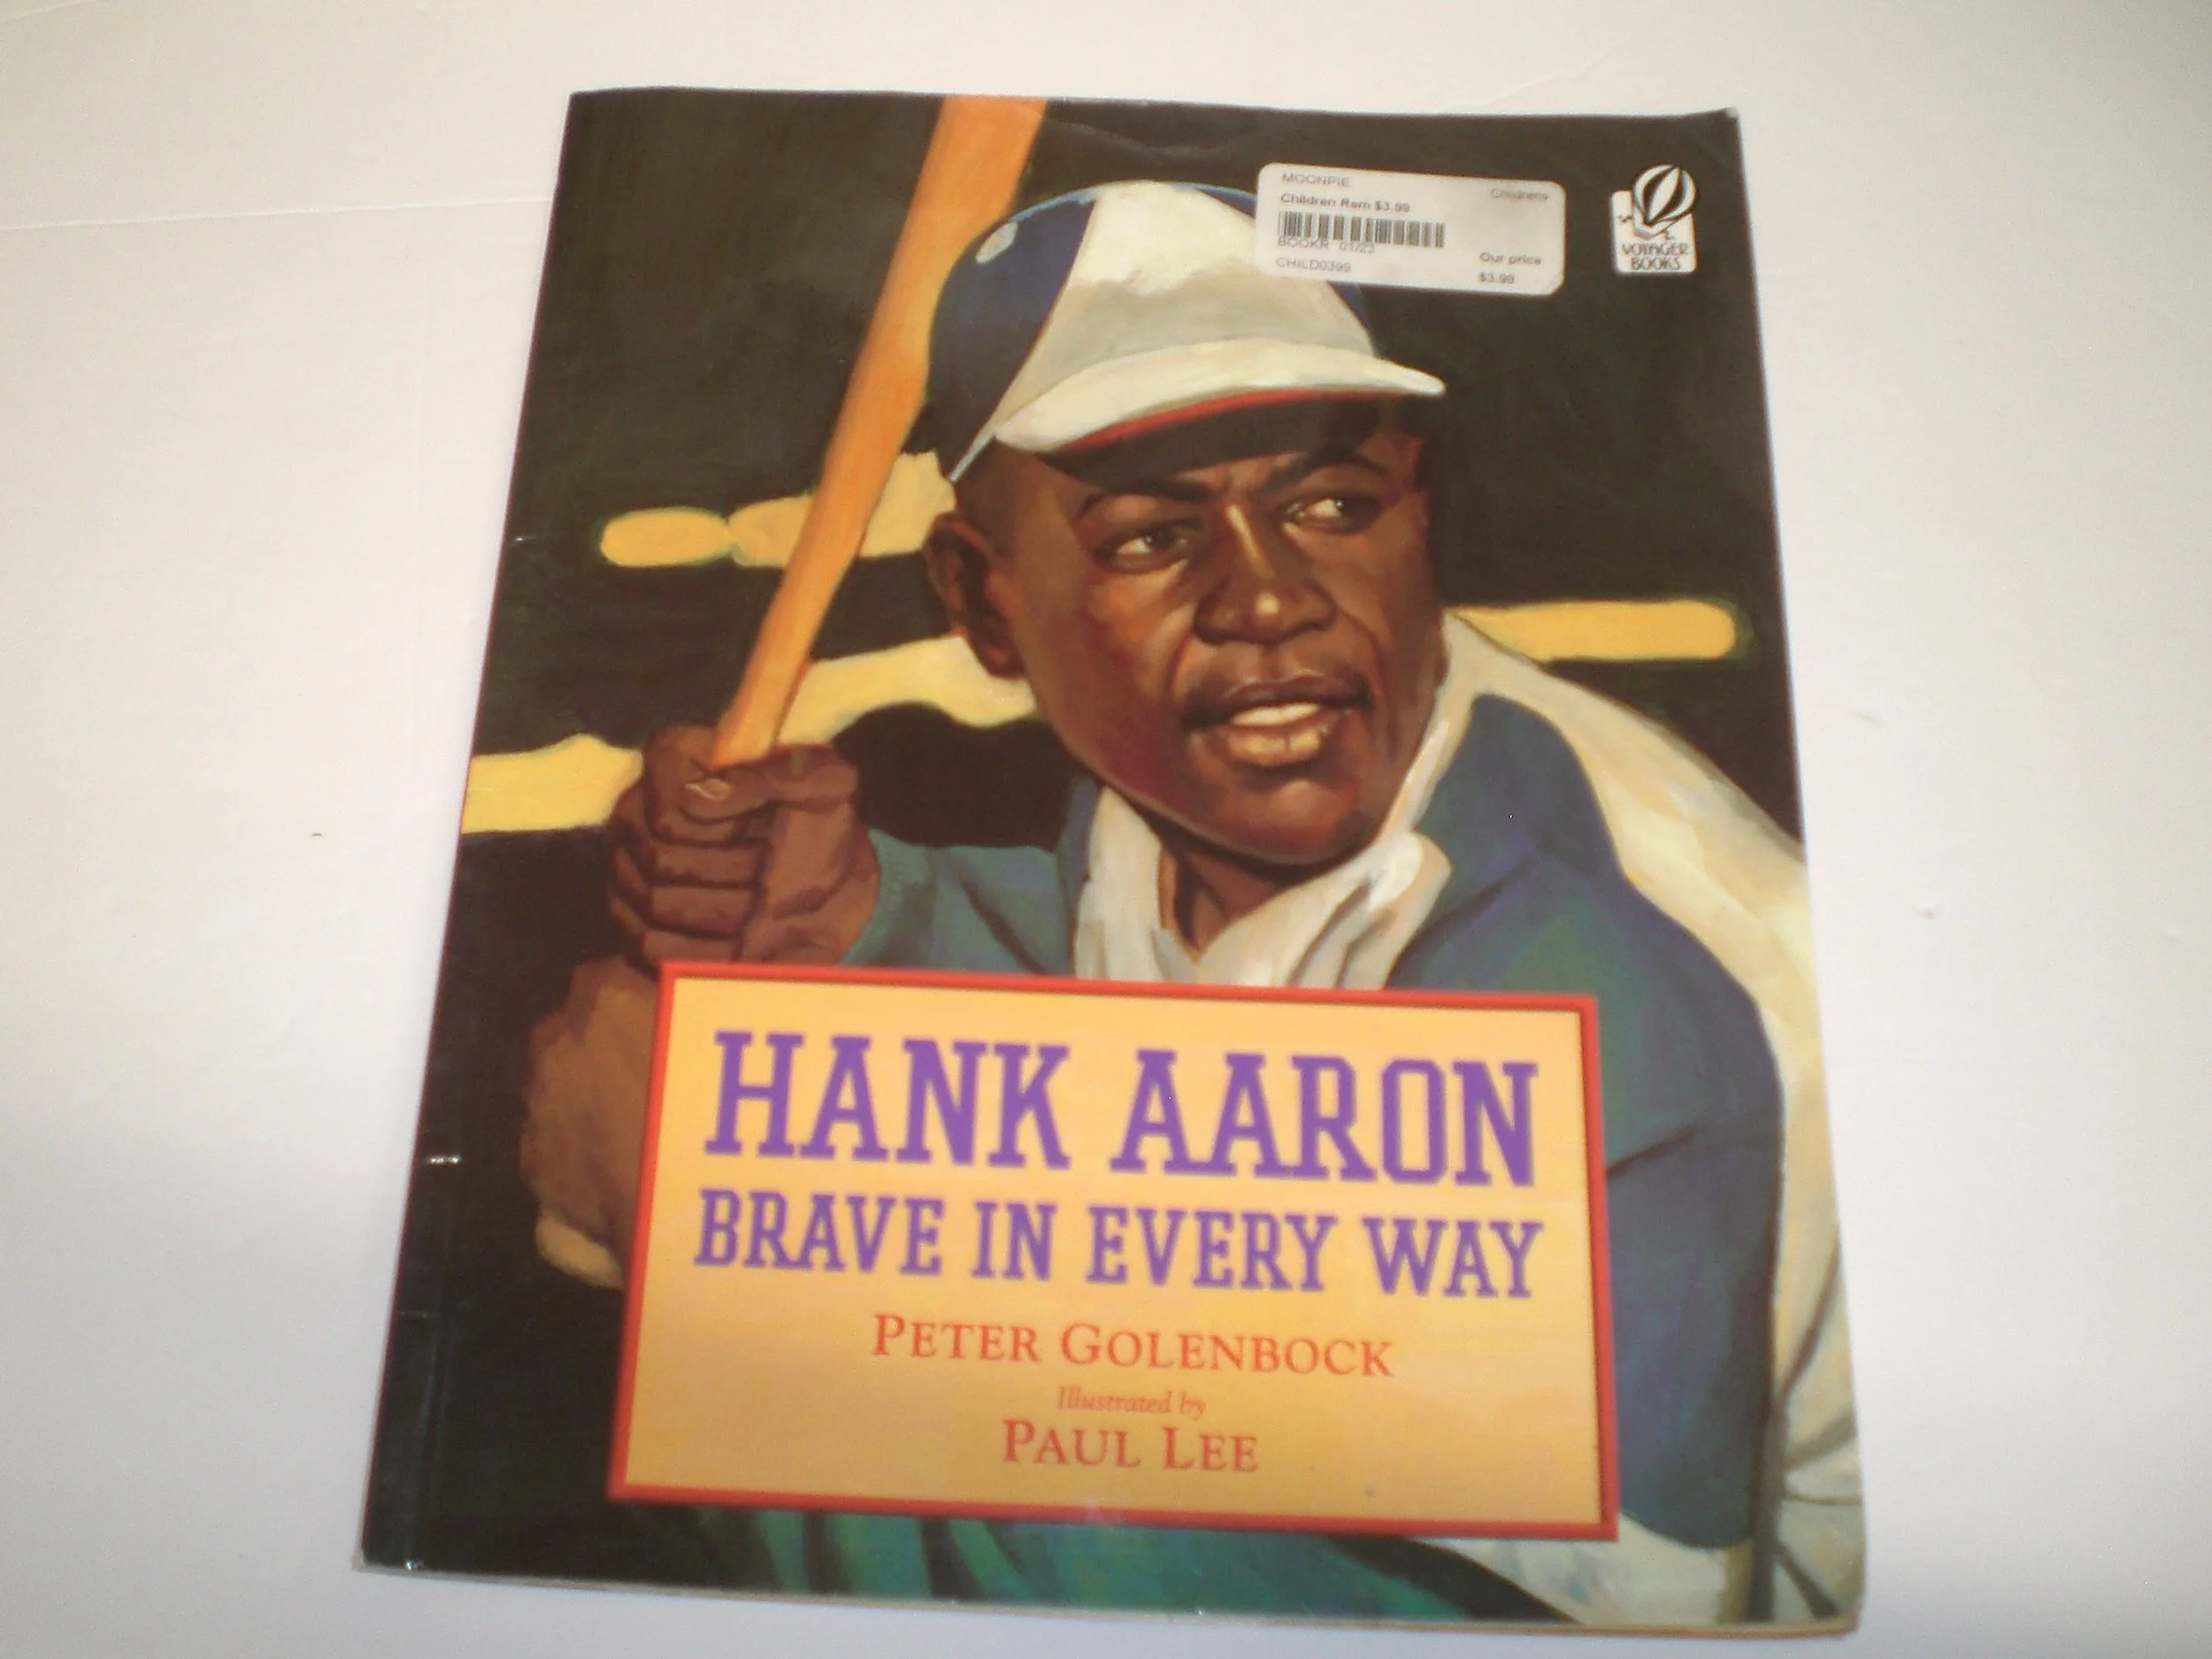 MOONPIE
Childrens
Children Rem $3.99
BOOKR 01/23
CHILD0399
Our price
$3.99
VOYAGER
BOOKS
HANK AARON
BRAVE IN EVERY WAY
PETER GOLENBOCK
Illustrated by
PAUL LEE